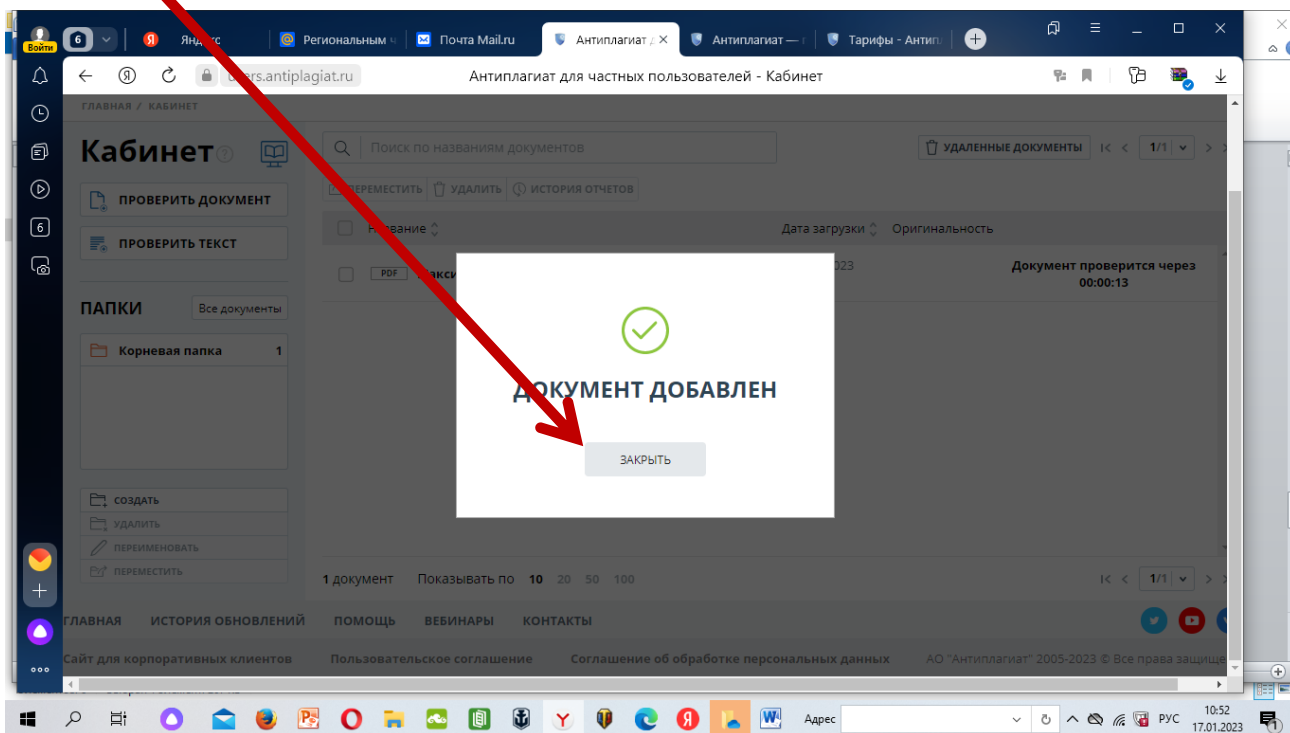 Войти
6
Яндекс
Региональным ч
Почта Mail.ru
Антиплагиат д
Антиплагиат — г
Тарифы - Антип
users.antiplagiat.ru
Антиплагиат для частных пользователей - Кабинет
ГЛАВНАЯ / КАБИНЕТ
Кабинет
Поиск по названиям документов
УДАЛЕННЫЕ ДОКУМЕНТЫ
1/1
ПЕРЕМЕСТИТЬ
УДАЛИТЬ
ИСТОРИЯ ОТЧЕТОВ
ПРОВЕРИТЬ ДОКУМЕНТ
ПРОВЕРИТЬ ТЕКСТ
Название
Дата загрузки
Оригинальность
PDF
023
Документ проверится через
00:00:13
ПАПКИ
Все документы
Корневая папка 1
ДОКУМЕНТ ДОБАВЛЕН
ЗАКРЫТЬ
СОЗДАТЬ
УДАЛИТЬ
ПЕРЕИМЕНОВАТЬ
ПЕРЕМЕСТИТЬ
1 документ Показывать по 10 20 50 100
1/1
ГЛАВНАЯ ИСТОРИЯ ОБНОВЛЕНИЙ ПОМОЩЬ ВЕБИНАРЫ КОНТАКТЫ
Сайт для корпоративных клиентов Пользовательское соглашение Соглашение об обработке персональных данных АО "Антиплагиат" 2005-2023 © Все права защище
Адрес
РУС
10:52
17.01.2023